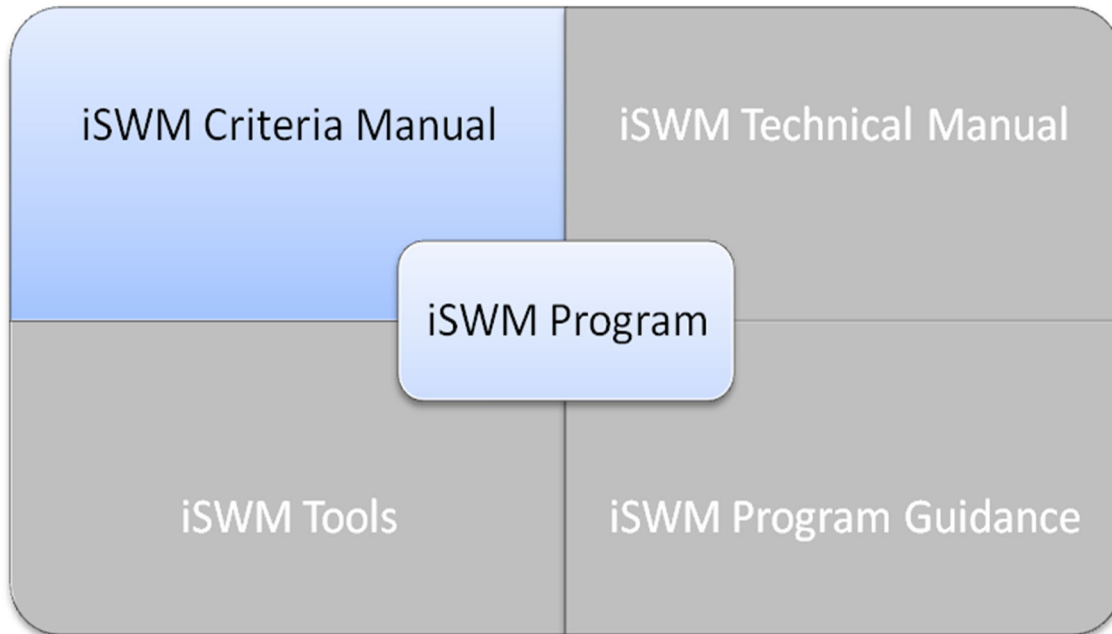 iSWM Criteria Manual
iSWM Technical Manual
iSWM Program
iSWM Tools
iSWM Program Guidance